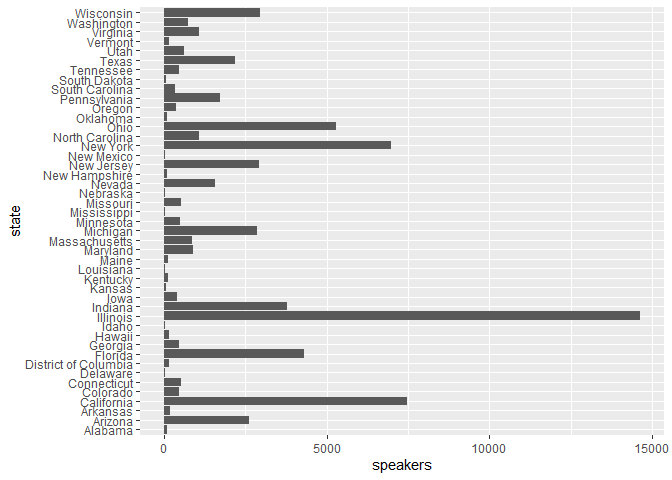 Wisconsin
Washington
Virginia
Vermont
Utah
Texas
Tennessee
South Dakota
South Carolina
Pennsylvania
Oregon
Oklahoma
Ohio
North Carolina
New York
New Mexico
New Jersey
New Hampshire
Nevada
Nebraska
Missouri
Mississippi
Minnesota
Michigan
Massachusetts
Maryland
Maine
Louisiana
Kentucky
Kansas
Iowa
Indiana
Illinois
Idaho
Hawaii
Georgia
Florida
District of Columbia
Delaware
Connecticut
Colorado
California
Arkansas
Arizona
Alabama
state
0 5000 10000 15000
speakers